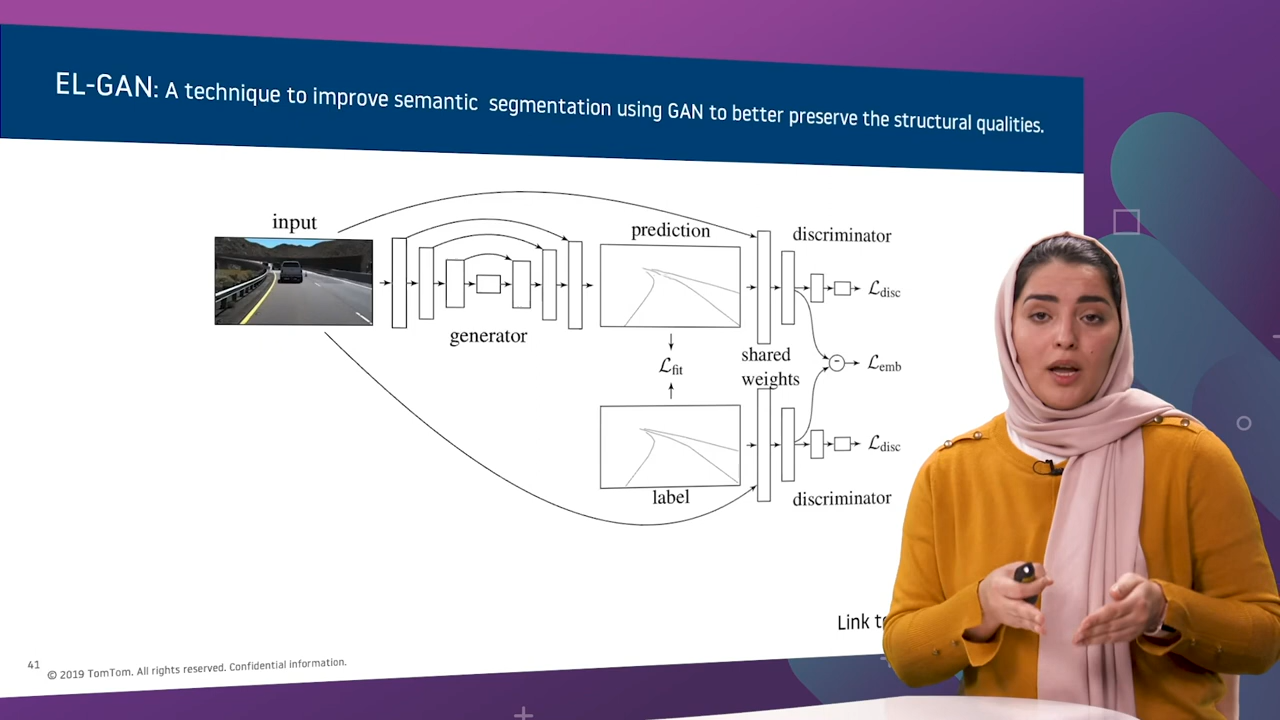 EL-GAN: A technique to improve semantic segmentation using GAN to better preserve the structural qualities.
input
prediction
discriminator
ℒdisc
generator
ℒfit
shared
weights
ℒemb
ℒdisc
label
discriminator
Link
41
© 2019 TomTom. All rights reserved. Confidential information.